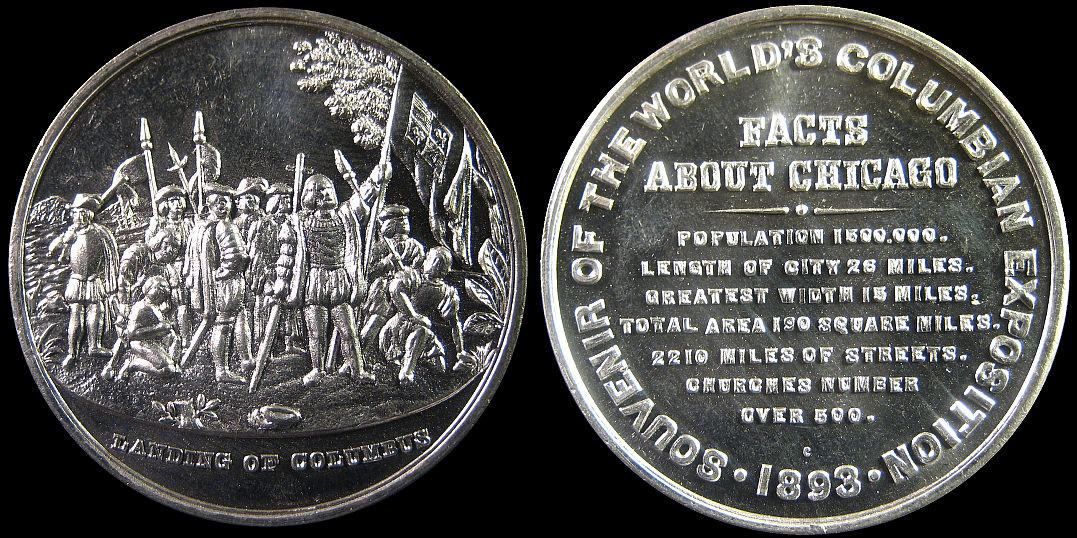 LANDING OF COLUMBUS
SOUVENIR OF THE WORLD'S COLUMBIAN EXPOSITION
· 1893 ·
FACTS
ABOUT CHICAGO
POPULATION 1500.000.
LENGTH OF CITY 26 MILES.
GREATEST WIDTH 15 MILES.
TOTAL AREA 190 SQUARE MILES.
2210 MILES OF STREETS.
CHURCHES NUMBER
OVER 500.
C